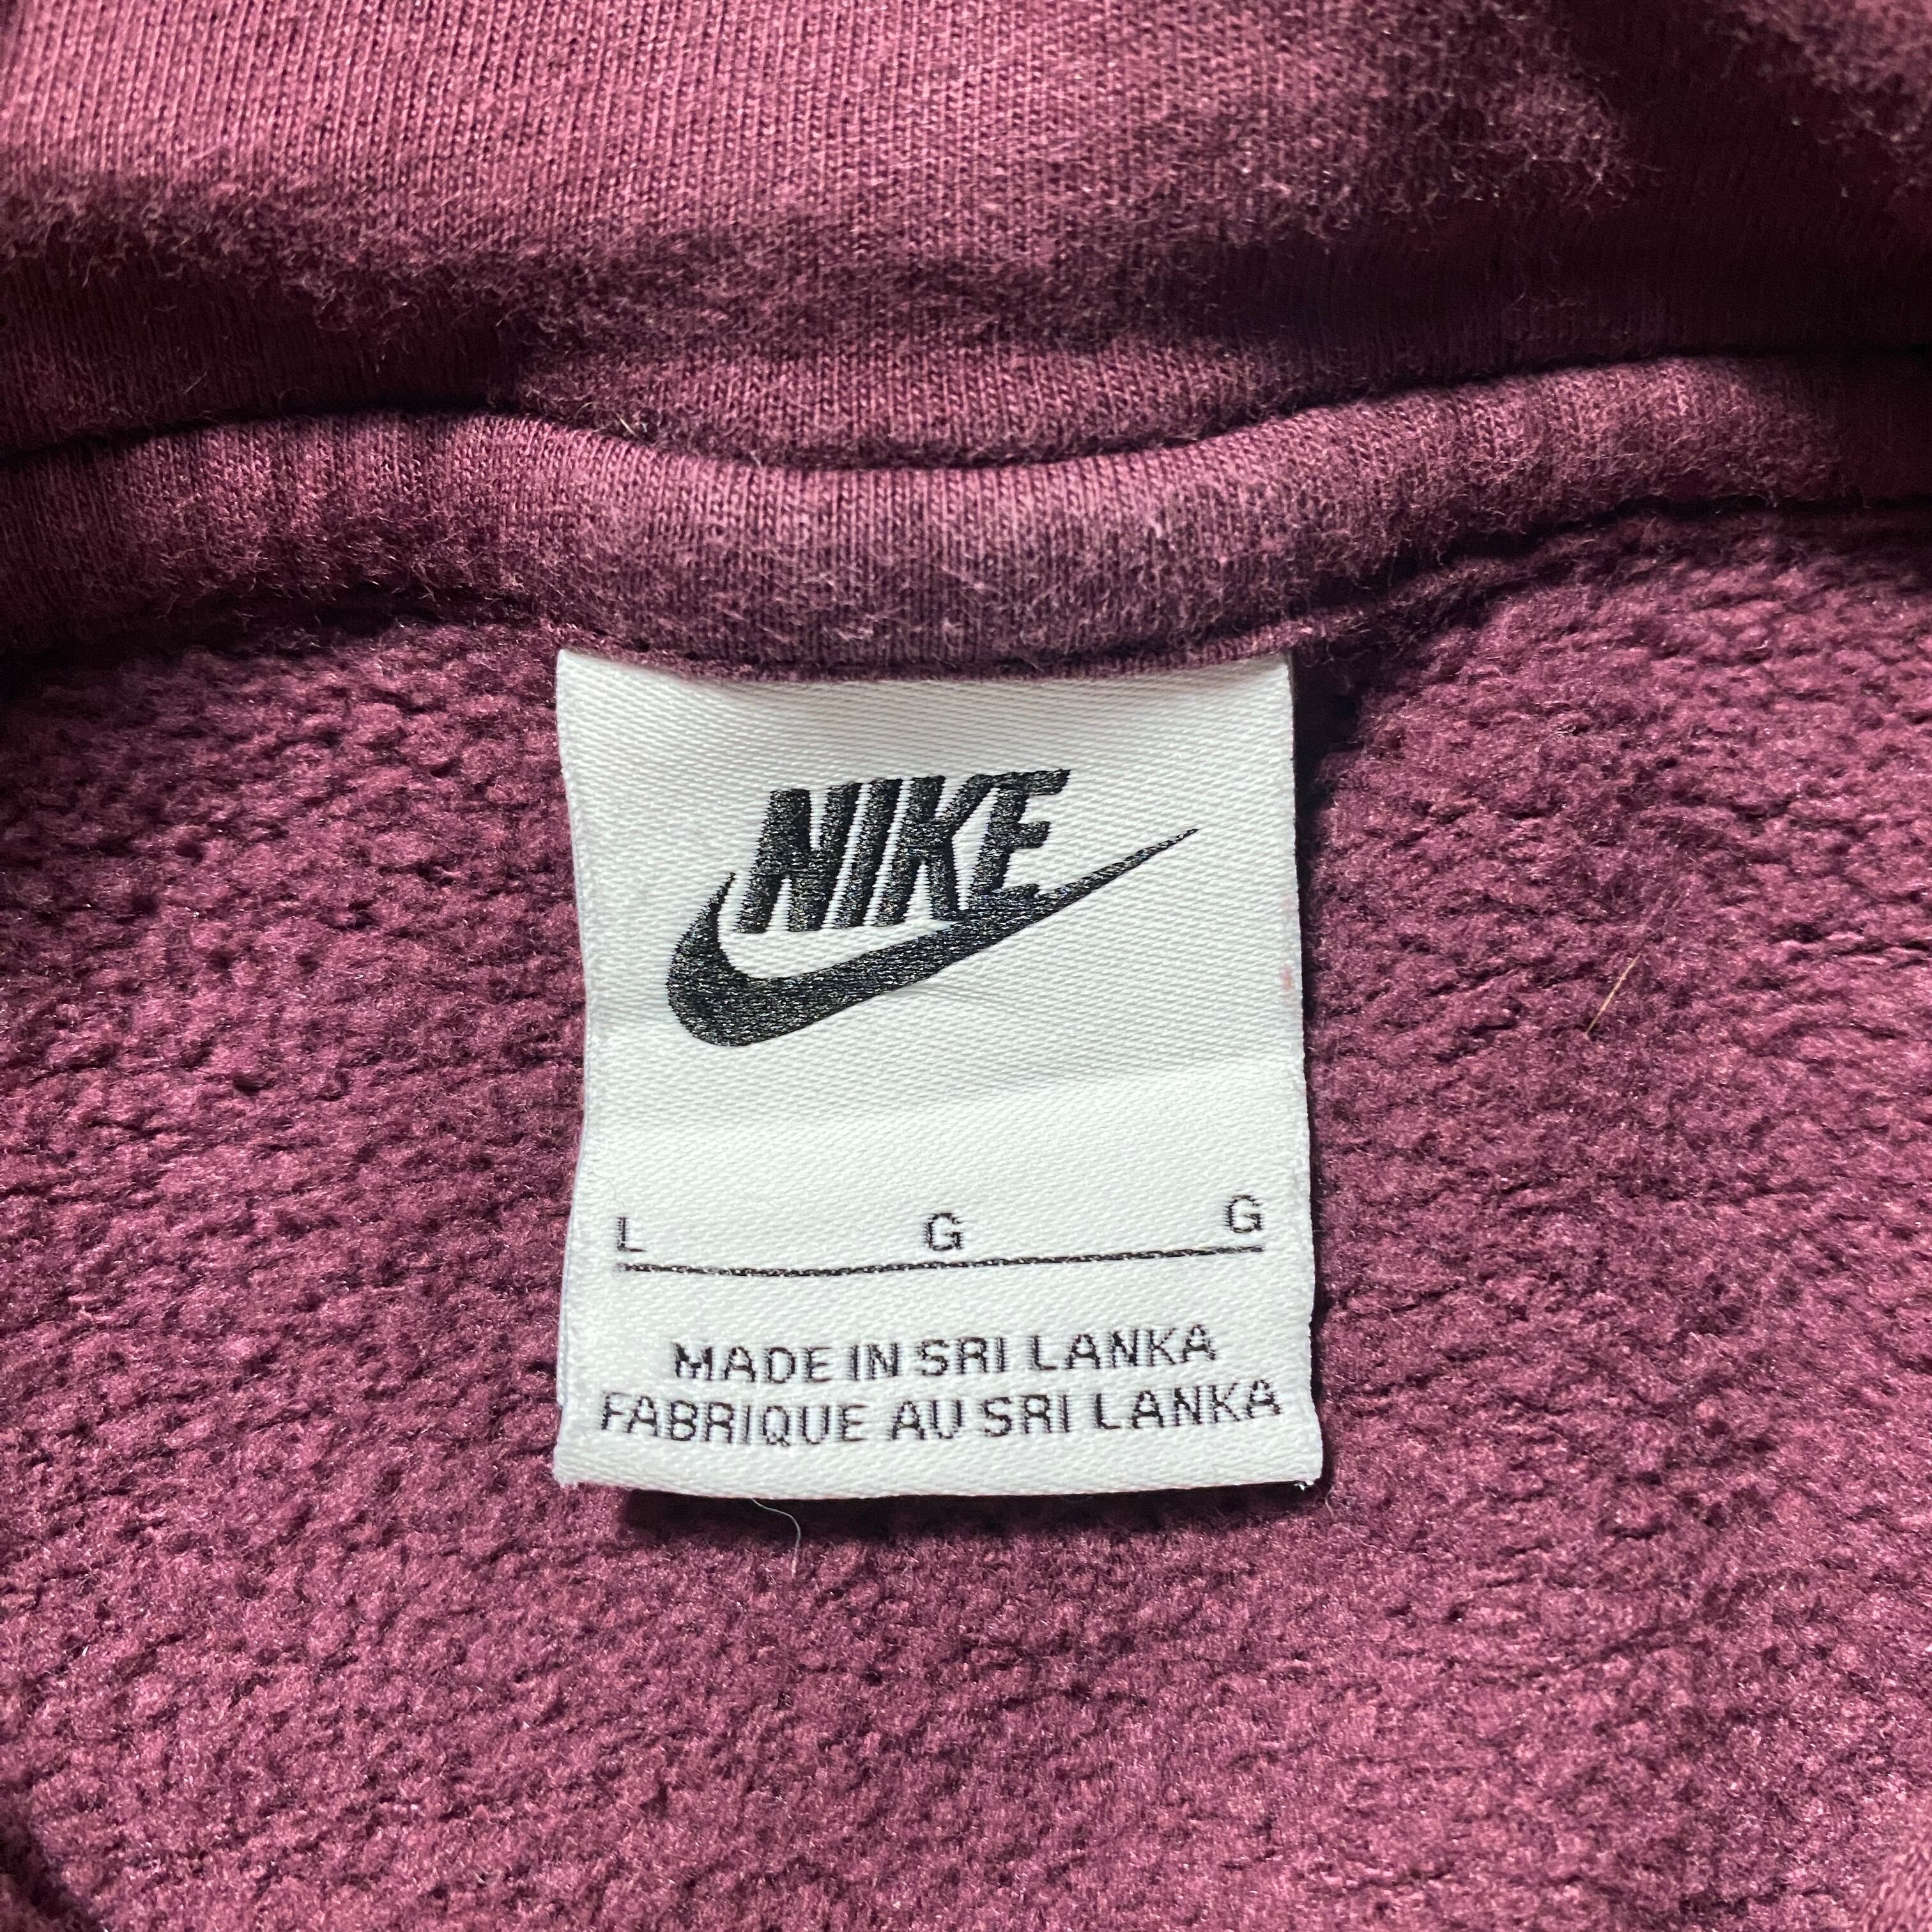 NIKE
L G G
MADE IN SRI LANKA
FABRIQUE AU SRI LANKA